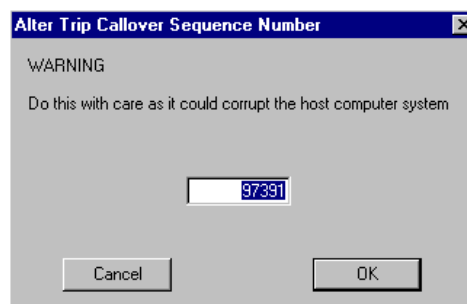 Alter Trip Callover Sequence Number
WARNING
Do this with care as it could corrupt the host computer system
97391
Cancel
OK